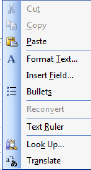 Cut
Copy
Paste
Format Text...
Insert Field...
Bullets
Reconvert
Text Ruler
Look Up...
Translate